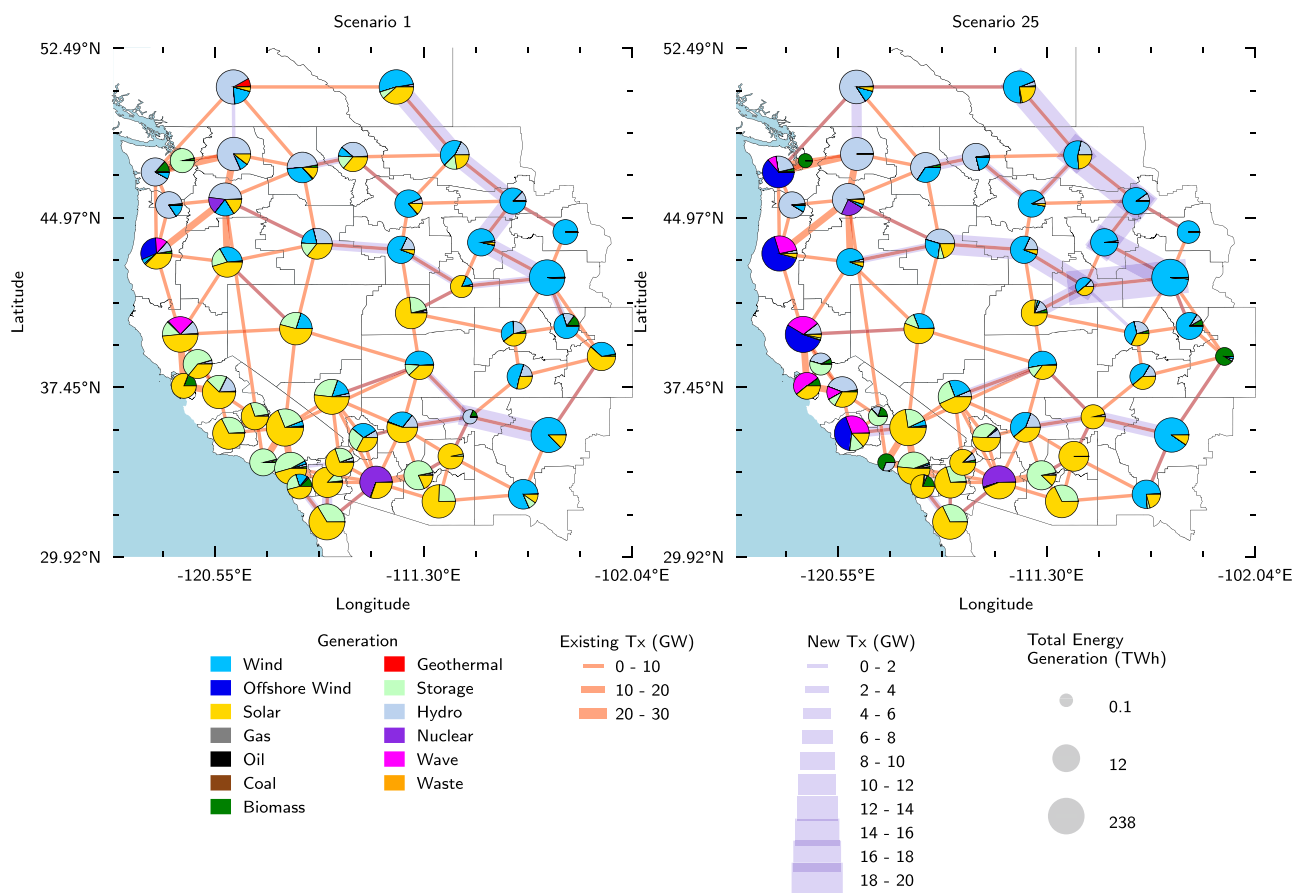 Scenario 1
Scenario 25
52.49°N
44.97°N
37.45°N
29.92°N
Latitude
-120.55°E
-111.30°E
-102.04°E
Longitude
52.49°N
44.97°N
37.45°N
29.92°N
Latitude
-120.55°E
-111.30°E
-102.04°E
Longitude
Generation
Wind
Offshore Wind
Solar
Gas
Oil
Coal
Biomass
Geothermal
Storage
Hydro
Nuclear
Wave
Waste
Existing Tx (GW)
0 - 10
10 - 20
20 - 30
New Tx (GW)
0 - 2
2 - 4
4 - 6
6 - 8
8 - 10
10 - 12
12 - 14
14 - 16
16 - 18
18 - 20
Total Energy
Generation (TWh)
0.1
12
238